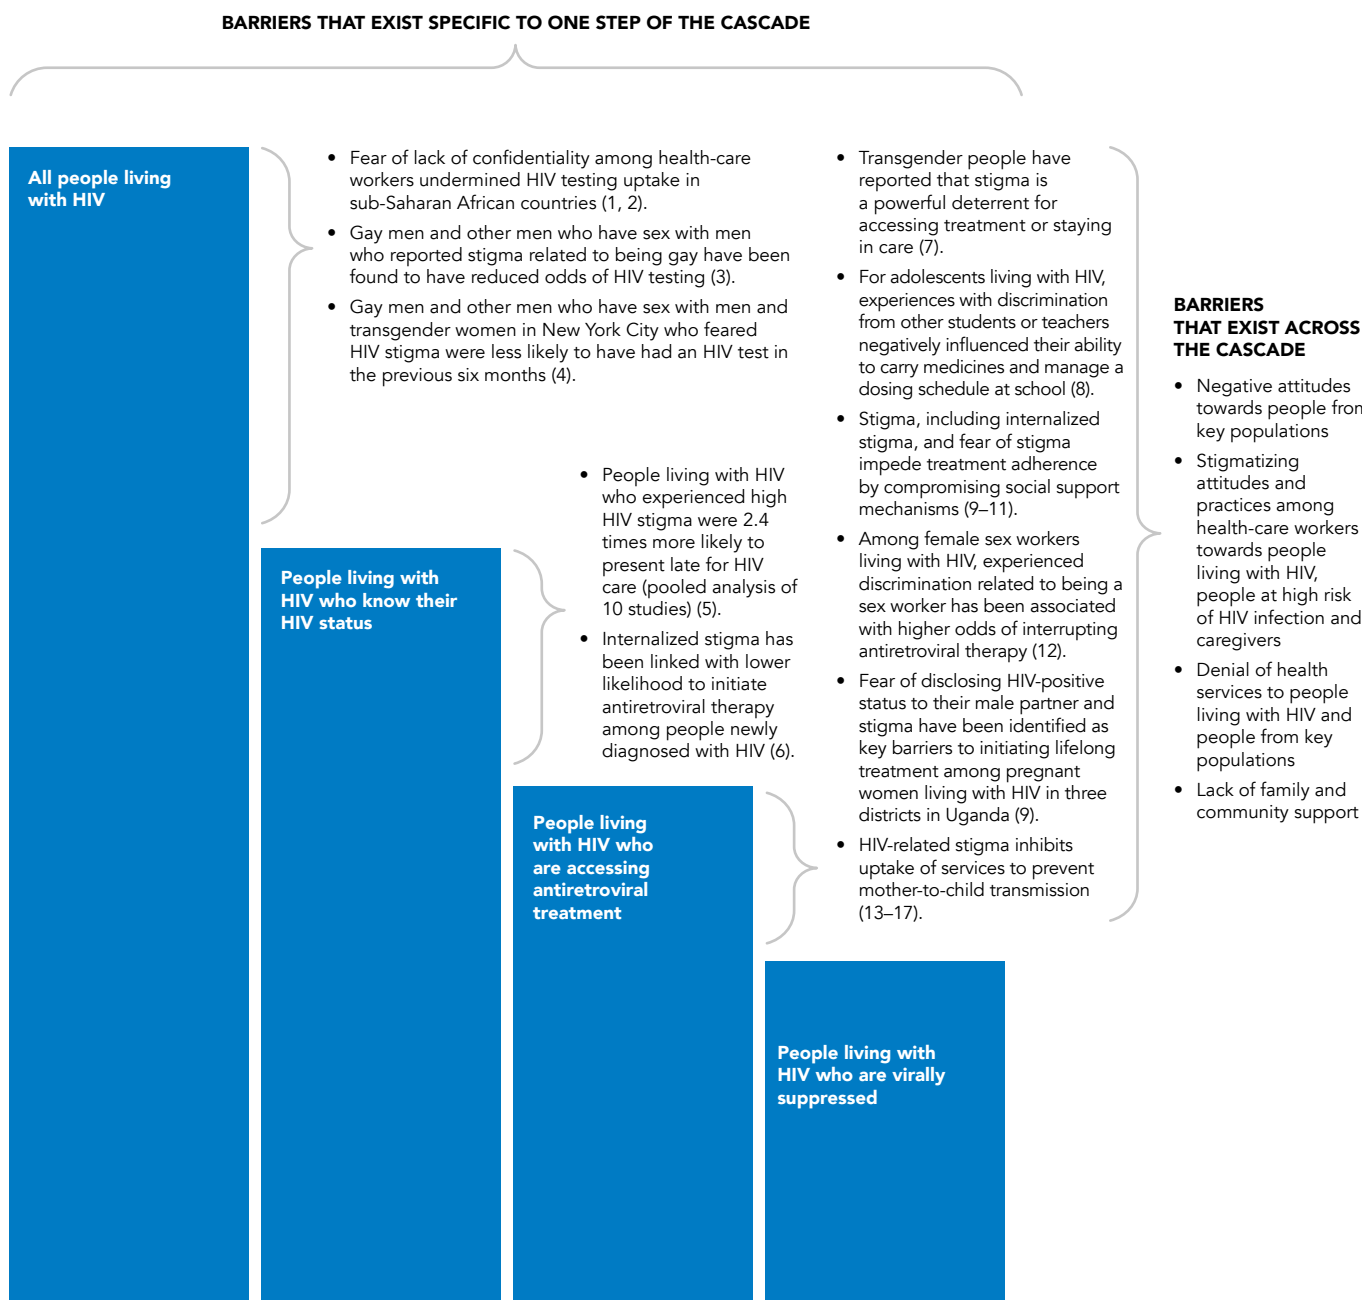 BARRIERS THAT EXIST SPECIFIC TO ONE STEP OF THE CASCADE
All people living
with HIV
• Fear of lack of confidentiality among health-care
workers undermined HIV testing uptake in
sub-Saharan African countries (1, 2).
• Gay men and other men who have sex with men
who reported stigma related to being gay have been
found to have reduced odds of HIV testing (3).
• Gay men and other men who have sex with men and
transgender women in New York City who feared
HIV stigma were less likely to have had an HIV test in
the previous six months (4).
People living with
HIV who know their
HIV status
• People living with HIV
who experienced high
HIV stigma were 2.4
times more likely to
present late for HIV
care (pooled analysis of
10 studies) (5).
• Internalized stigma has
been linked with lower
likelihood to initiate
antiretroviral therapy
among people newly
diagnosed with HIV (6).
People living
with HIV who
are accessing
antiretroviral
treatment
• Transgender people have
reported that stigma is
a powerful deterrent for
accessing treatment or staying
in care (7).
• For adolescents living with HIV,
experiences with discrimination
from other students or teachers
negatively influenced their ability
to carry medicines and manage a
dosing schedule at school (8).
• Stigma, including internalized
stigma, and fear of stigma
impede treatment adherence
by compromising social support
mechanisms (9–11).
• Among female sex workers
living with HIV, experienced
discrimination related to being a
sex worker has been associated
with higher odds of interrupting
antiretroviral therapy (12).
• Fear of disclosing HIV-positive
status to their male partner and
stigma have been identified as
key barriers to initiating lifelong
treatment among pregnant
women living with HIV in three
districts in Uganda (9).
• HIV-related stigma inhibits
uptake of services to prevent
mother-to-child transmission
(13–17).
People living with
HIV who are virally
suppressed
BARRIERS
THAT EXIST ACROSS
THE CASCADE
• Negative attitudes
towards people from
key populations
• Stigmatizing
attitudes and
practices among
health-care workers
towards people
living with HIV,
people at high risk
of HIV infection and
caregivers
• Denial of health
services to people
living with HIV and
people from key
populations
• Lack of family and
community support